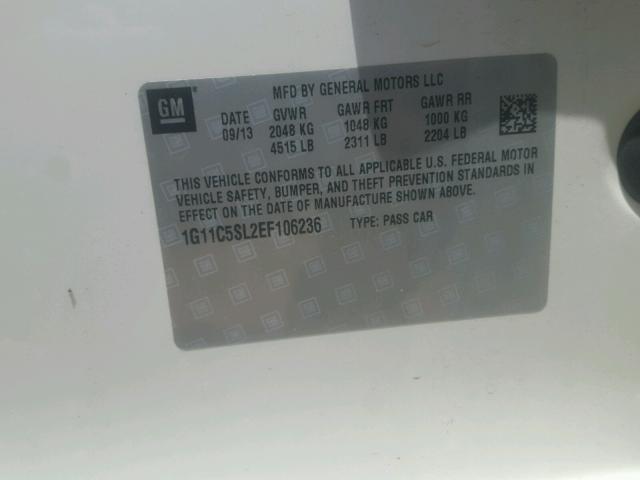 GM
MFD BY GENERAL MOTORS LLC
DATE GVWR GAWR FRT GAWR RR
09/13 2048 KG 1048 KG 1000 KG
4515 LB 2311 LB 2204 LB
THIS VEHICLE CONFORMS TO ALL APPLICABLE U.S. FEDERAL MOTOR
VEHICLE SAFETY, BUMPER, AND THEFT PREVENTION STANDARDS IN
EFFECT ON THE DATE OF MANUFACTURE SHOWN ABOVE.
1G11C5SL2EF106236 TYPE: PASS CAR